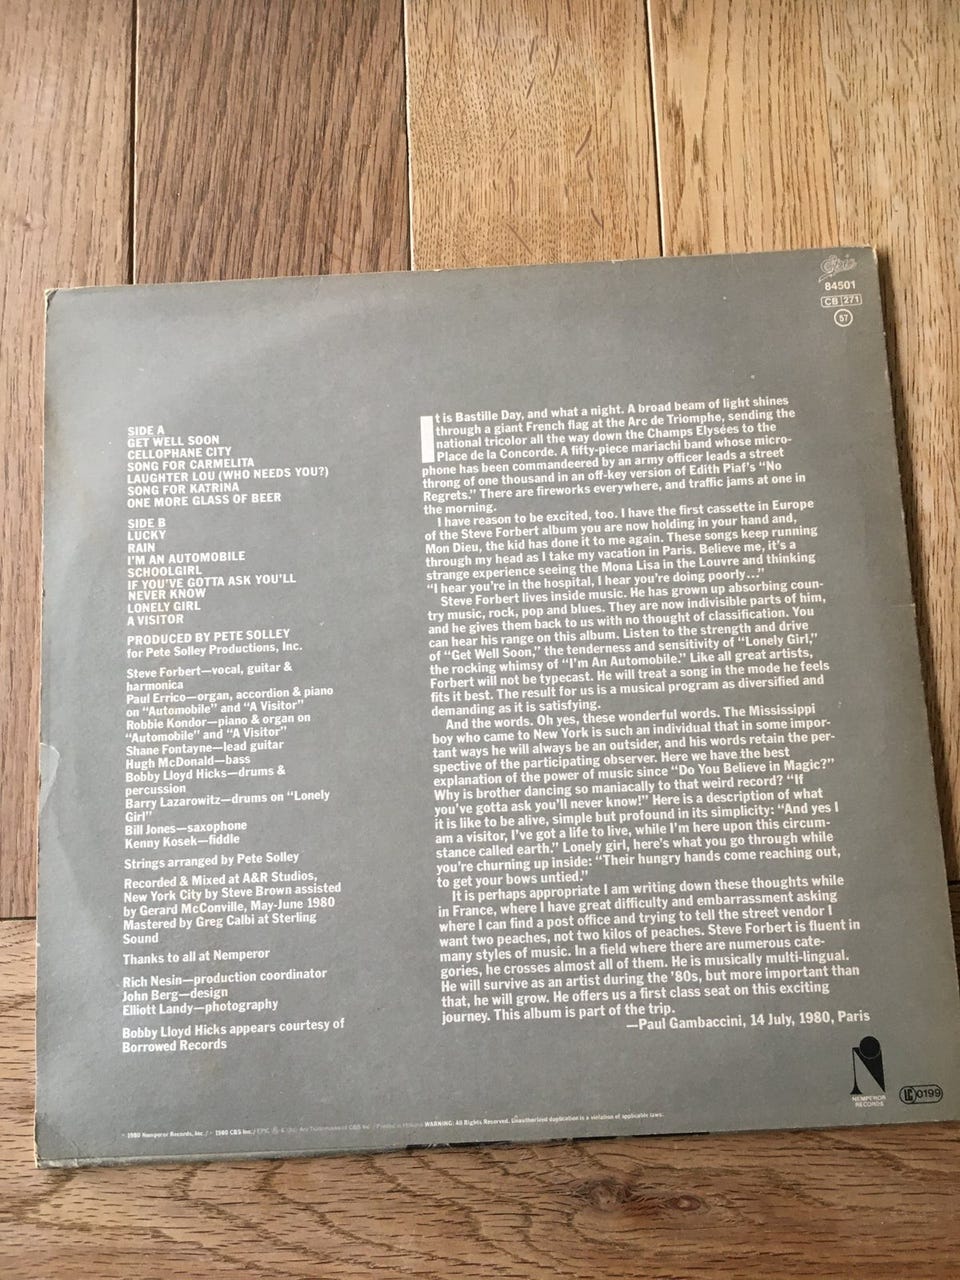 Epic
84501
CB 271
57
SIDE A
GET WELL SOON
CELLOPHANE CITY
SONG FOR CARMELITA
LAUGHTER LOU (WHO NEEDS YOU?)
SONG FOR KATRINA
ONE MORE GLASS OF BEER
SIDE B
LUCKY
RAIN
I'M AN AUTOMOBILE
SCHOOLGIRL
IF YOU'VE GOTTA ASK YOU'LL
NEVER KNOW
LONELY GIRL
A VISITOR
PRODUCED BY PETE SOLLEY
for Pete Solley Productions, Inc.
Steve Forbert—vocal, guitar &
harmonica
Paul Errico—organ, accordion & piano
on "Automobile" and "A Visitor"
Robbie Kondor—piano & organ on
"Automobile" and "A Visitor"
Shane Fontayne—lead guitar
Hugh McDonald—bass
Bobby Lloyd Hicks—drums &
percussion
Barry Lazarowitz—drums on "Lonely
Girl"
Bill Jones—saxophone
Kenny Kosek—fiddle
Strings arranged by Pete Solley
Recorded & Mixed at A&R Studios,
New York City by Steve Brown assisted
by Gerard McConville, May-June 1980
Mastered by Greg Calbi at Sterling
Sound
Thanks to all at Nemperor
Rich Nesin—production coordinator
John Berg—design
Elliott Landy—photography
Bobby Lloyd Hicks appears courtesy of
Borrowed Records
It is Bastille Day, and what a night. A broad beam of light shines
through a giant French flag at the Arc de Triomphe, sending the
national tricolor all the way down the Champs Elysées to the
Place de la Concorde. A fifty-piece mariachi band whose micro-
phone has been commandeered by an army officer leads a street
throng of one thousand in an off-key version of Edith Piaf's "No
Regrets." There are fireworks everywhere, and traffic jams at one in
the morning.
I have reason to be excited, too. I have the first cassette in Europe
of the Steve Forbert album you are now holding in your hand and,
Mon Dieu, the kid has done it to me again. These songs keep running
through my head as I take my vacation in Paris. Believe me, it's a
strange experience seeing the Mona Lisa in the Louvre and thinking
"I hear you're in the hospital, I hear you're doing poorly..."
Steve Forbert lives inside music. He has grown up absorbing coun-
try music, rock, pop and blues. They are now indivisible parts of him,
and he gives them back to us with no thought of classification. You
can hear his range on this album. Listen to the strength and drive
of "Get Well Soon," the tenderness and sensitivity of "Lonely Girl,"
the rocking whimsy of "I'm An Automobile." Like all great artists,
Forbert will not be typecast. He will treat a song in the mode he feels
fits it best. The result for us is a musical program as diversified and
demanding as it is satisfying.
And the words. Oh yes, these wonderful words. The Mississippi
boy who came to New York is such an individual that in some impor-
tant ways he will always be an outsider, and his words retain the per-
spective of the participating observer. Here we have the best
explanation of the power of music since "Do You Believe in Magic?"
Why is brother dancing so maniacally to that weird record? "If
you've gotta ask you'll never know!" Here is a description of what
it is like to be alive, simple but profound in its simplicity: "And yes I
am a visitor, I've got a life to live, while I'm here upon this circum-
stance called earth." Lonely girl, here's what you go through while
you're churning up inside: "Their hungry hands come reaching out,
to get your bows untied."
It is perhaps appropriate I am writing down these thoughts while
in France, where I have great difficulty and embarrassment asking
where I can find a post office and trying to tell the street vendor I
want two peaches, not two kilos of peaches. Steve Forbert is fluent in
many styles of music. In a field where there are numerous cate-
gories, he crosses almost all of them. He is musically multi-lingual.
He will survive as an artist during the '80s, but more important than
that, he will grow. He offers us a first class seat on this exciting
journey. This album is part of the trip.
—Paul Gambaccini, 14 July, 1980, Paris
N
NEMPEROR
RECORDS
LC 0199
1980 Nemperor Records, Inc. / 1980 CBS Inc./ EPIC Are Trademarks of CBS Inc / Printed in Holland WARNING: All Rights Reserved. Unauthorized duplication is a violation of applicable laws.